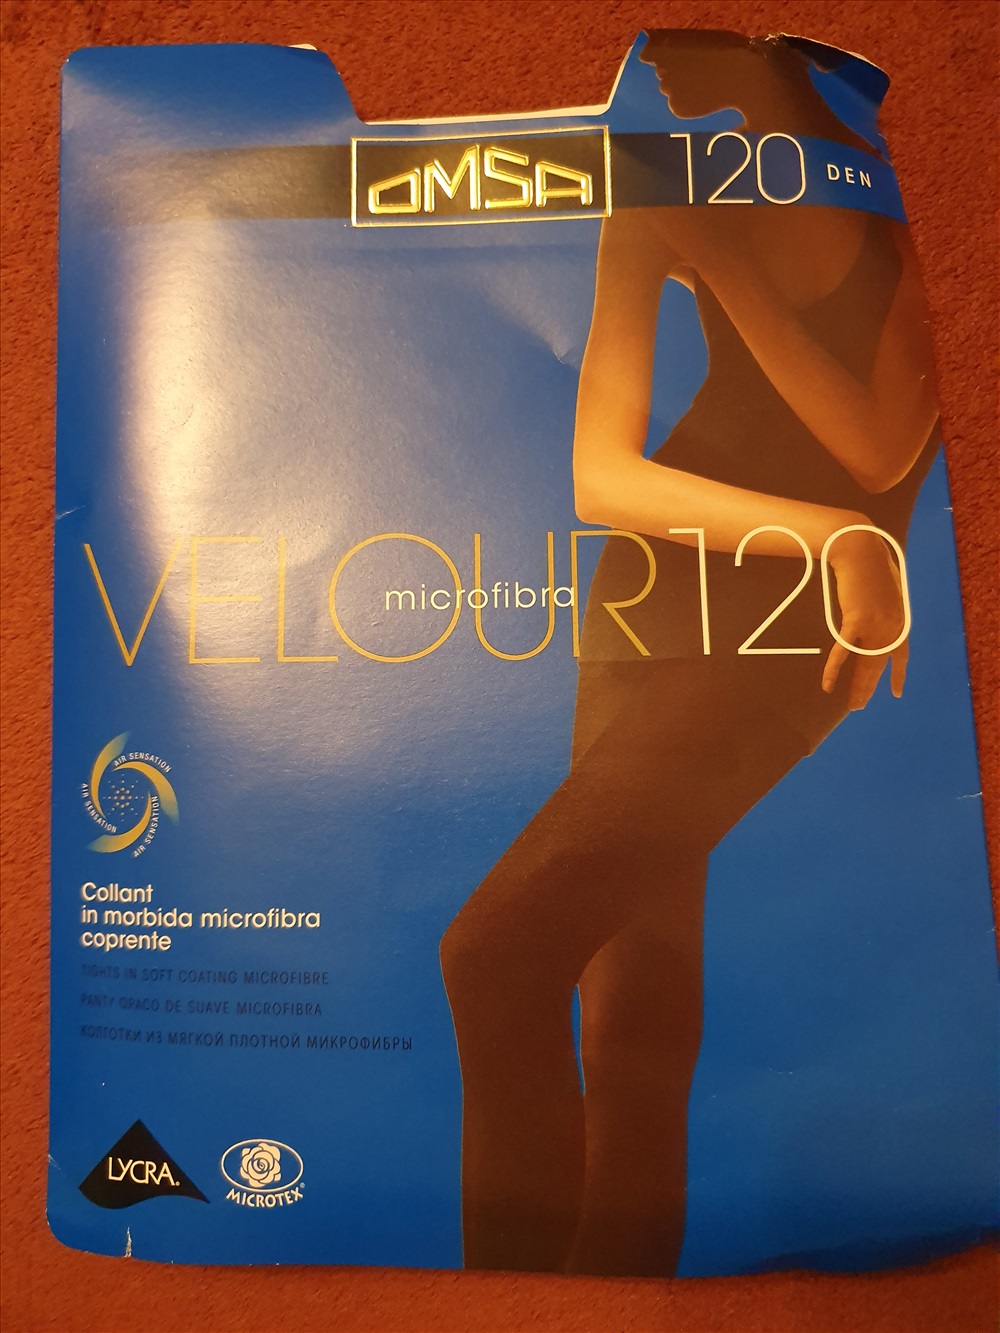 OMSA
120 DEN
VELOUR 120
microfibra
AIR SENSATION
AIR SENSATION
AIR SENSATION
Collant
in morbida microfibra
coprente
TIGHTS IN SOFT COATING MICROFIBRE
PANTY OPACO DE SUAVE MICROFIBRA
КОЛГОТКИ ИЗ МЯГКОЙ ПЛОТНОЙ МИКРОФИБРЫ
LYCRA®
MICROTEX®